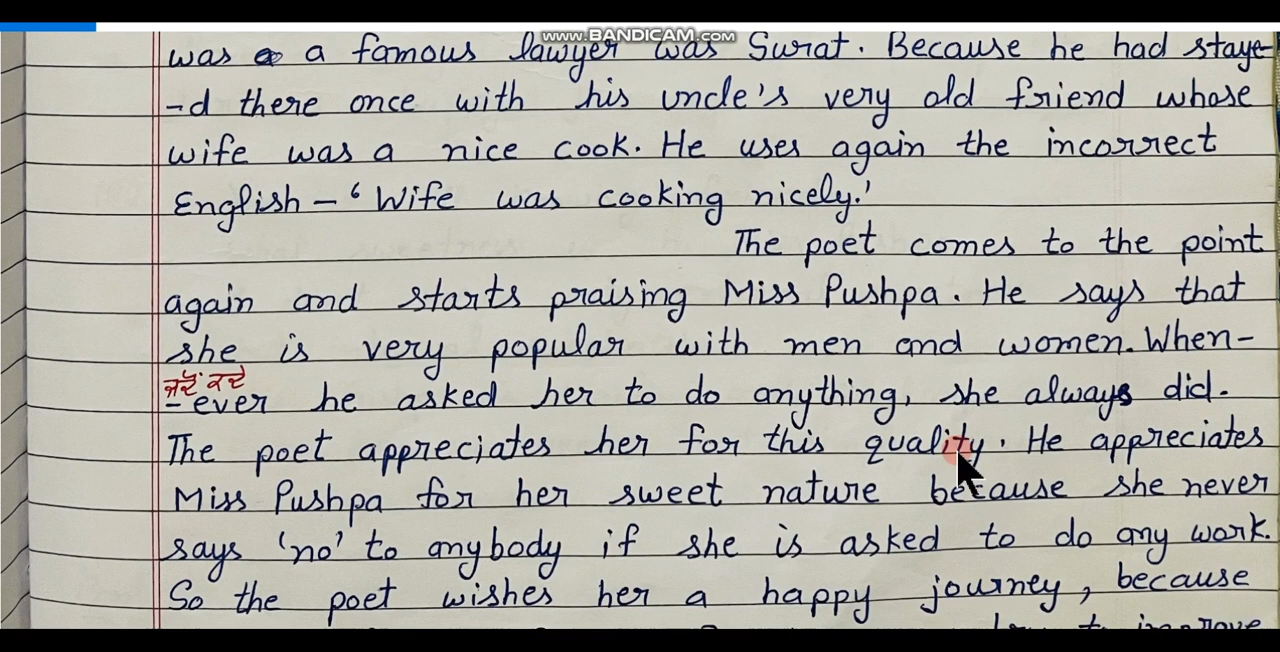 WWW.BANDICAM.COM
was a a famous lawyer was Surat. Because he had staye-
-d there once with his uncle's very old friend whose
wife was a nice cook. He uses again the incorrect
English - 'Wife was cooking nicely.'
The poet comes to the point
again and starts praising Miss Pushpa. He says that
she is very popular with men and women. When-
ਜਦੋਂ ਕਦੇ
-ever he asked her to do anything, she always did.
The poet appreciates her for this quality. He appreciates
Miss Pushpa for her sweet nature because she never
says 'no' to anybody if she is asked to do any work.
So the poet wishes her a happy journey, because
to improve